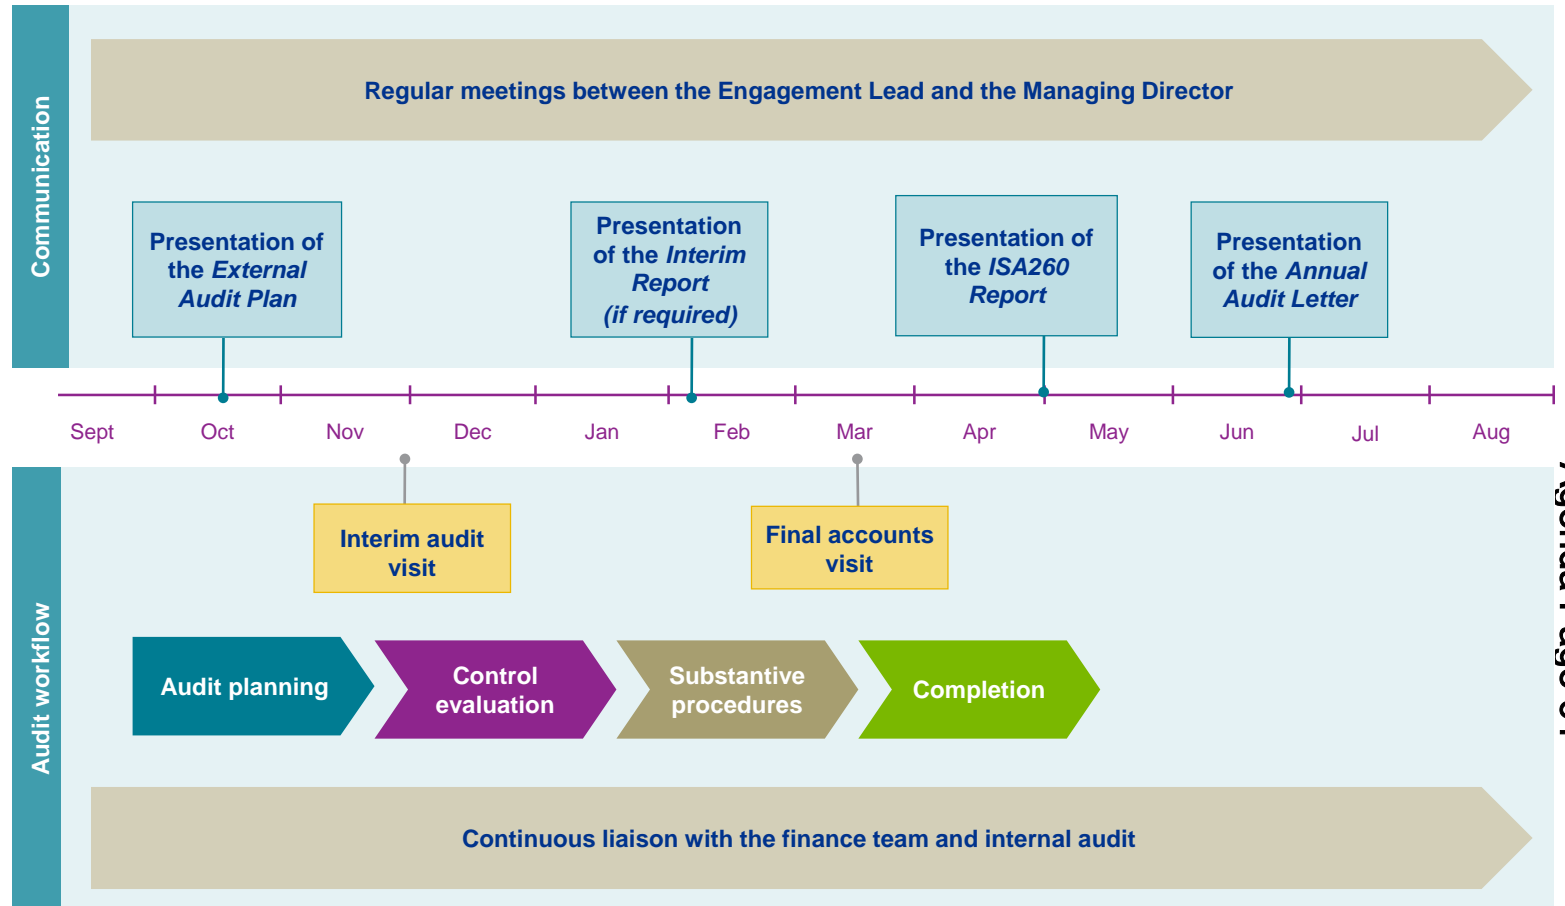 Communication
Regular meetings between the Engagement Lead and the Managing Director
Presentation of
the External
Audit Plan
Presentation
of the Interim
Report
(if required)
Presentation of
the ISA260
Report
Presentation
of the Annual
Audit Letter
Sept Oct Nov Dec Jan Feb Mar Apr May Jun Jul Aug
Audit workflow
Interim audit
visit
Final accounts
visit
Audit planning
Control
evaluation
Substantive
procedures
Completion
Continuous liaison with the finance team and internal audit